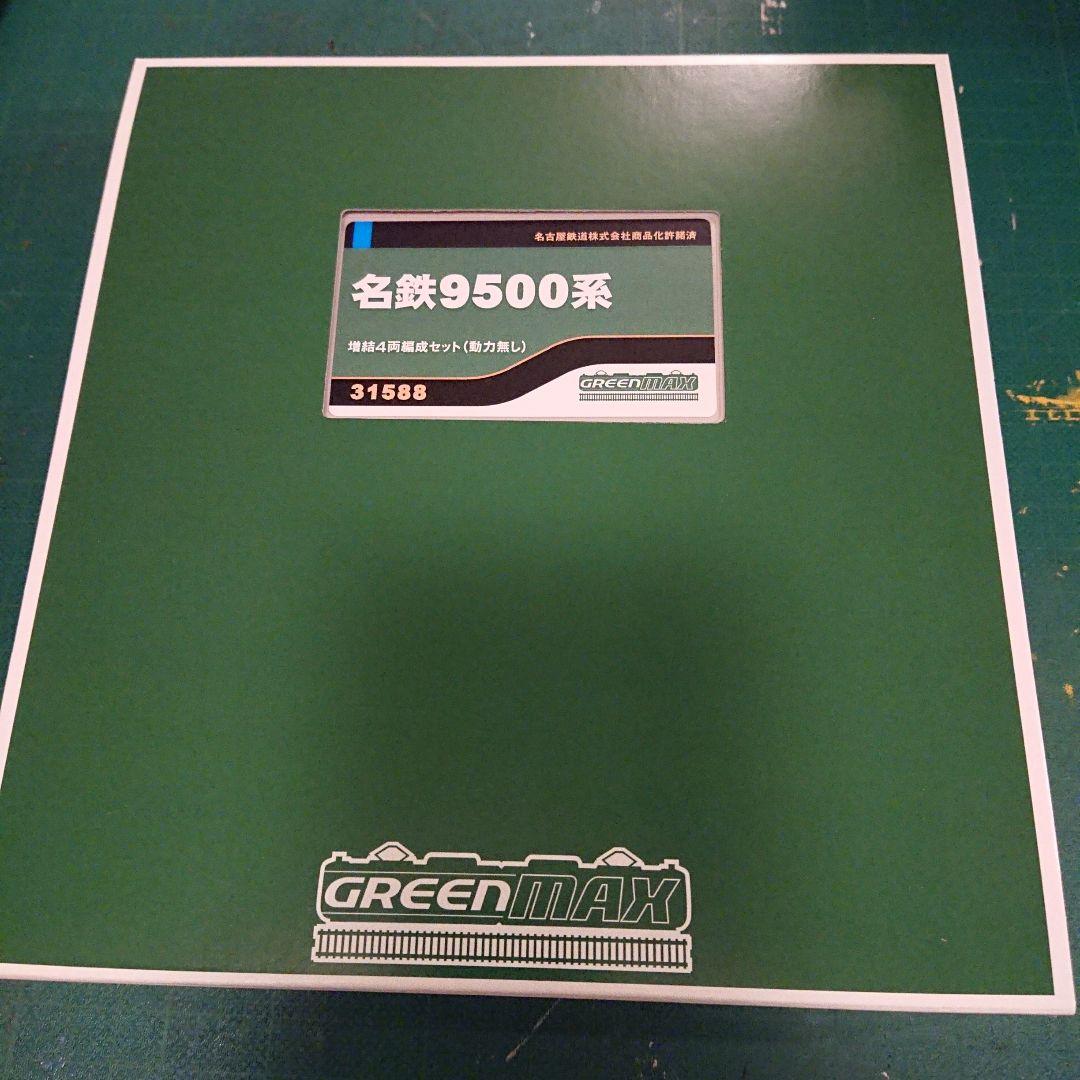 名古屋鉄道株式会社商品化許諾済
名鉄9500系
増結4両編成セット(動力無し)
31588
GREENMAX
GREENMAX